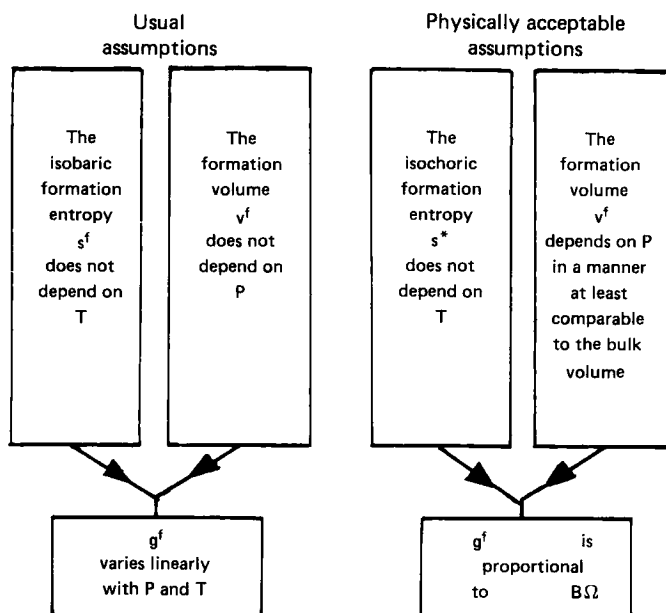 Usual
assumptions
The
isobaric
formation
entropy
s^f
does not
depend on
T
The
formation
volume
v^f
does not
depend on
P
g^f
varies linearly
with P and T
Physically acceptable
assumptions
The
isochoric
formation
entropy
s*
does not
depend on
T
The
formation
volume
v^f
depends on P
in a manner
at least
comparable
to the bulk
volume
g^f is
proportional
to BΩ